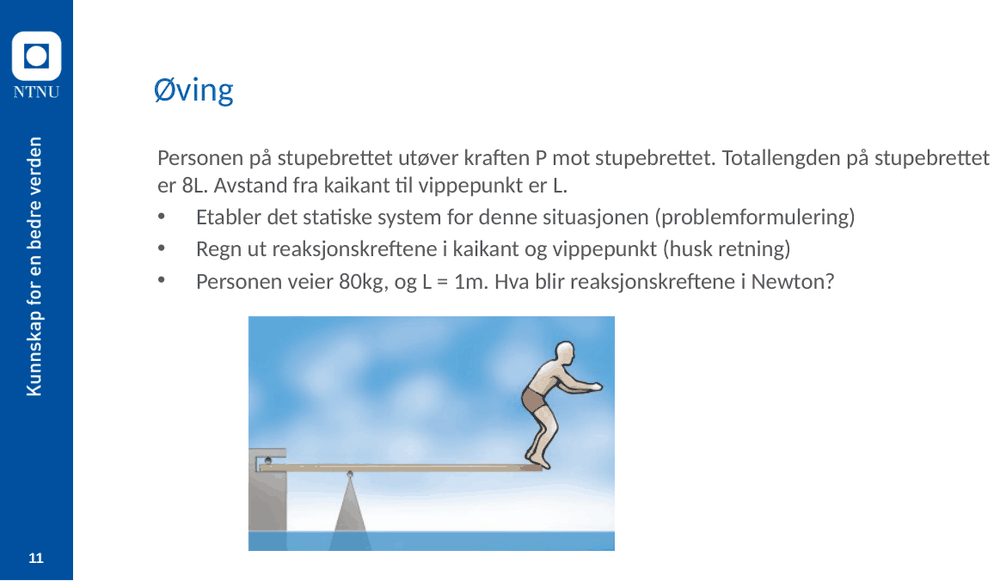 NTNU
Kunnskap for en bedre verden
Øving
Personen på stupebrettet utøver kraften P mot stupebrettet. Totallengden på stupebrettet
er 8L. Avstand fra kaikant til vippepunkt er L.
• Etabler det statiske system for denne situasjonen (problemformulering)
• Regn ut reaksjonskreftene i kaikant og vippepunkt (husk retning)
• Personen veier 80kg, og L = 1m. Hva blir reaksjonskreftene i Newton?
11